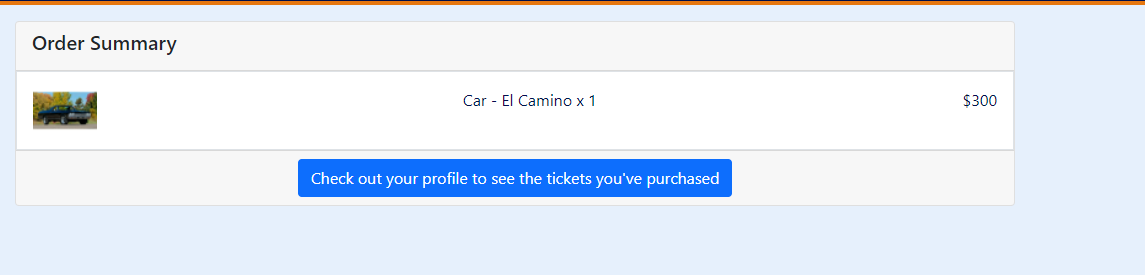 Order Summary
Car - El Camino x 1
$300
Check out your profile to see the tickets you've purchased